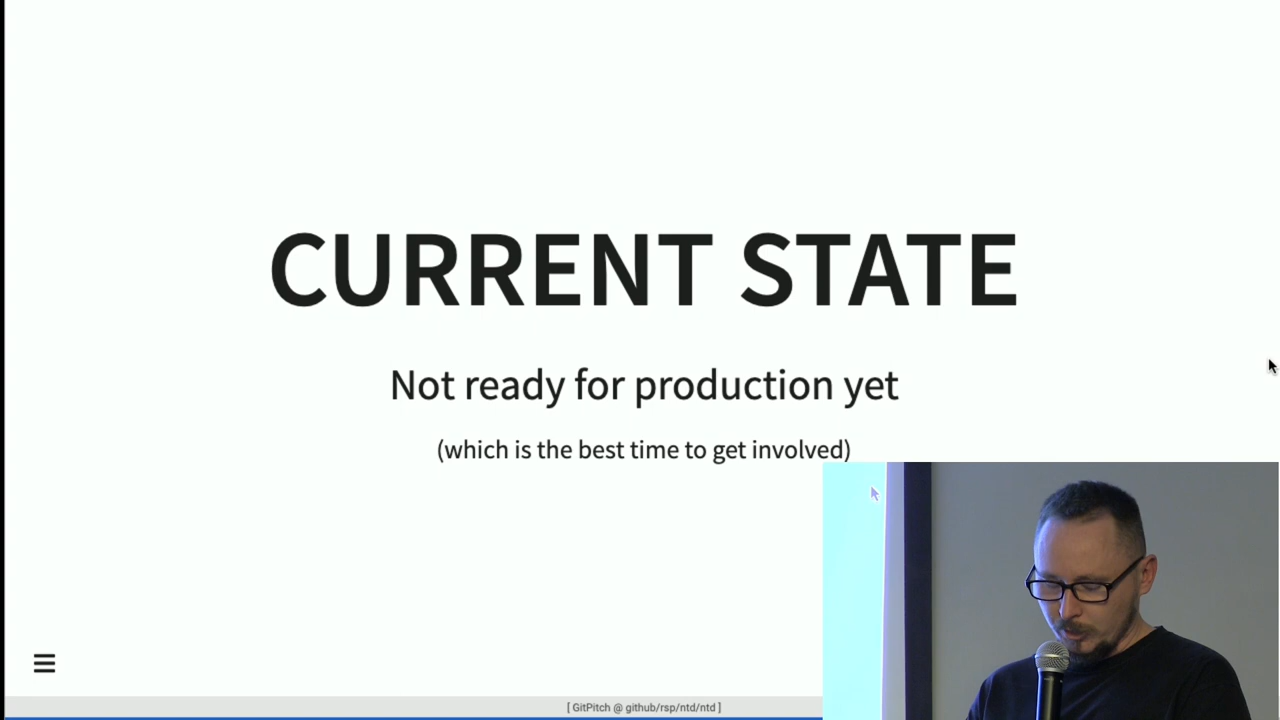 CURRENT STATE
Not ready for production yet
(which is the best time to get involved)
[ GitPitch @ github/rsp/ntd/ntd ]